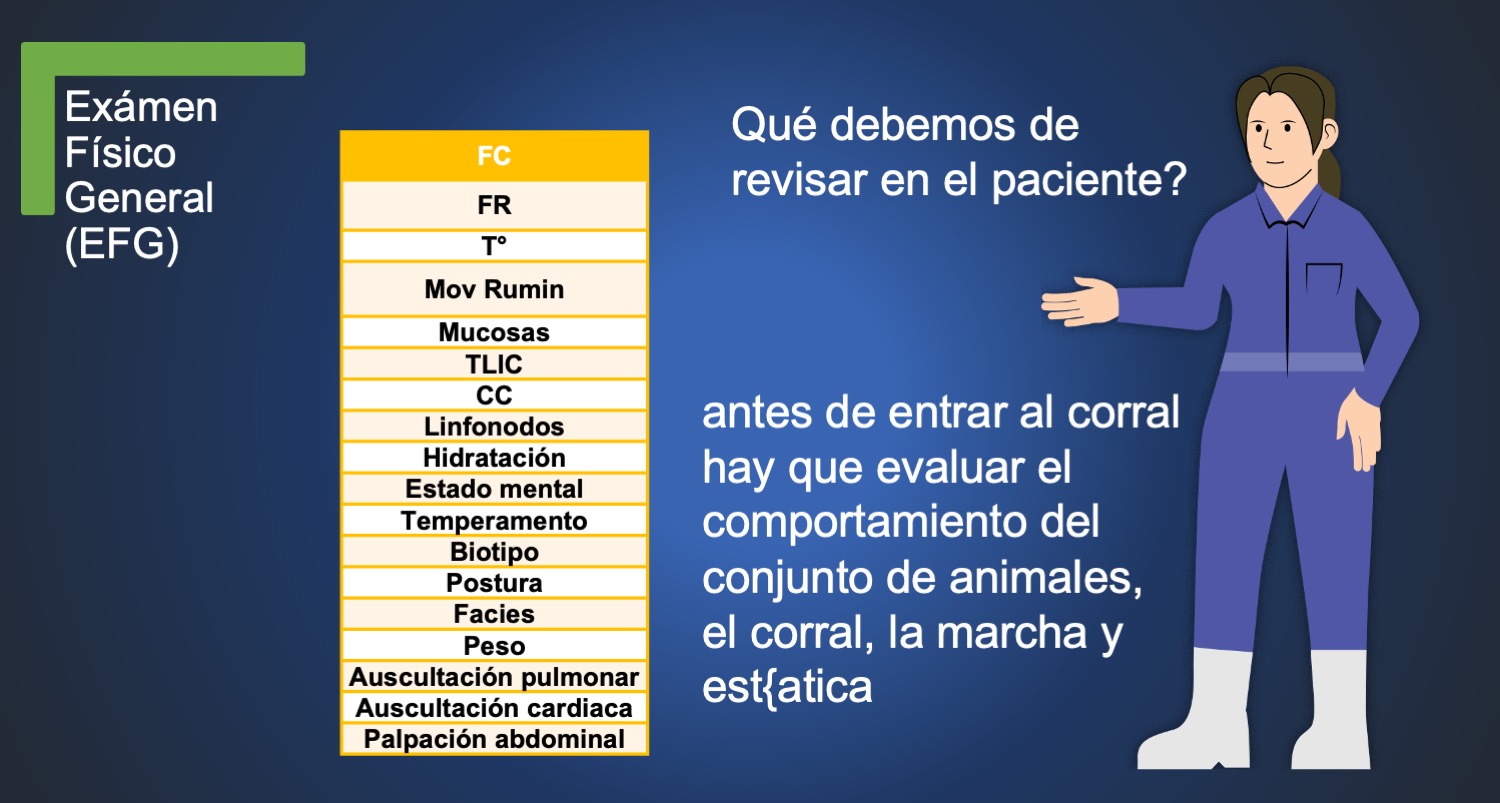 Exámen
Físico
General
(EFG)
FC
FR
T°
Mov Rumin
Mucosas
TLIC
CC
Linfonodos
Hidratación
Estado mental
Temperamento
Biotipo
Postura
Facies
Peso
Auscultación pulmonar
Auscultación cardiaca
Palpación abdominal
Qué debemos de
revisar en el paciente?
antes de entrar al corral
hay que evaluar el
comportamiento del
conjunto de animales,
el corral, la marcha y
est{atica